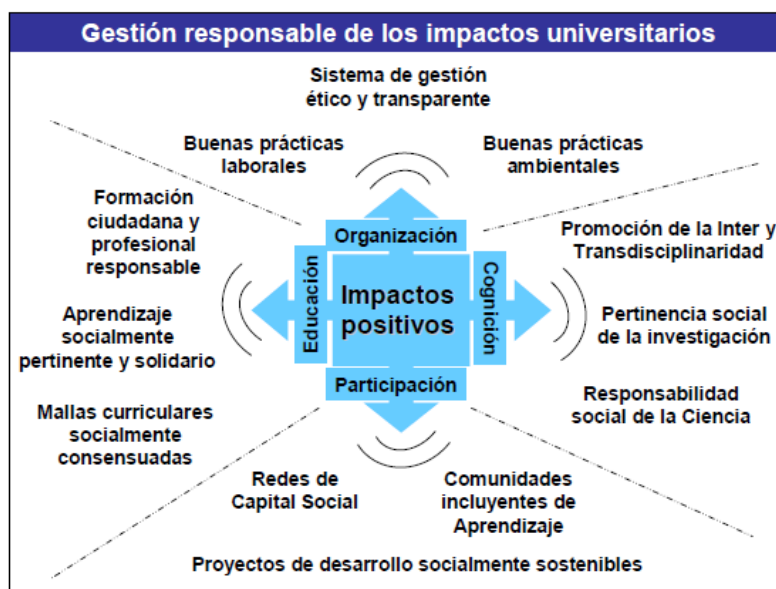 Gestión responsable de los impactos universitarios
Sistema de gestión
ético y transparente
Buenas prácticas
laborales
Buenas prácticas
ambientales
Formación
ciudadana y
profesional
responsable
Organización
Promoción de la Inter y
Transdisciplinaridad
Educación
Impactos
positivos
Cognición
Aprendizaje
socialmente
pertinente y solidario
Pertinencia social
de la investigación
Participación
Mallas curriculares
socialmente
consensuadas
Responsabilidad
social de la Ciencia
Redes de
Capital Social
Comunidades
incluyentes de
Aprendizaje
Proyectos de desarrollo socialmente sostenibles